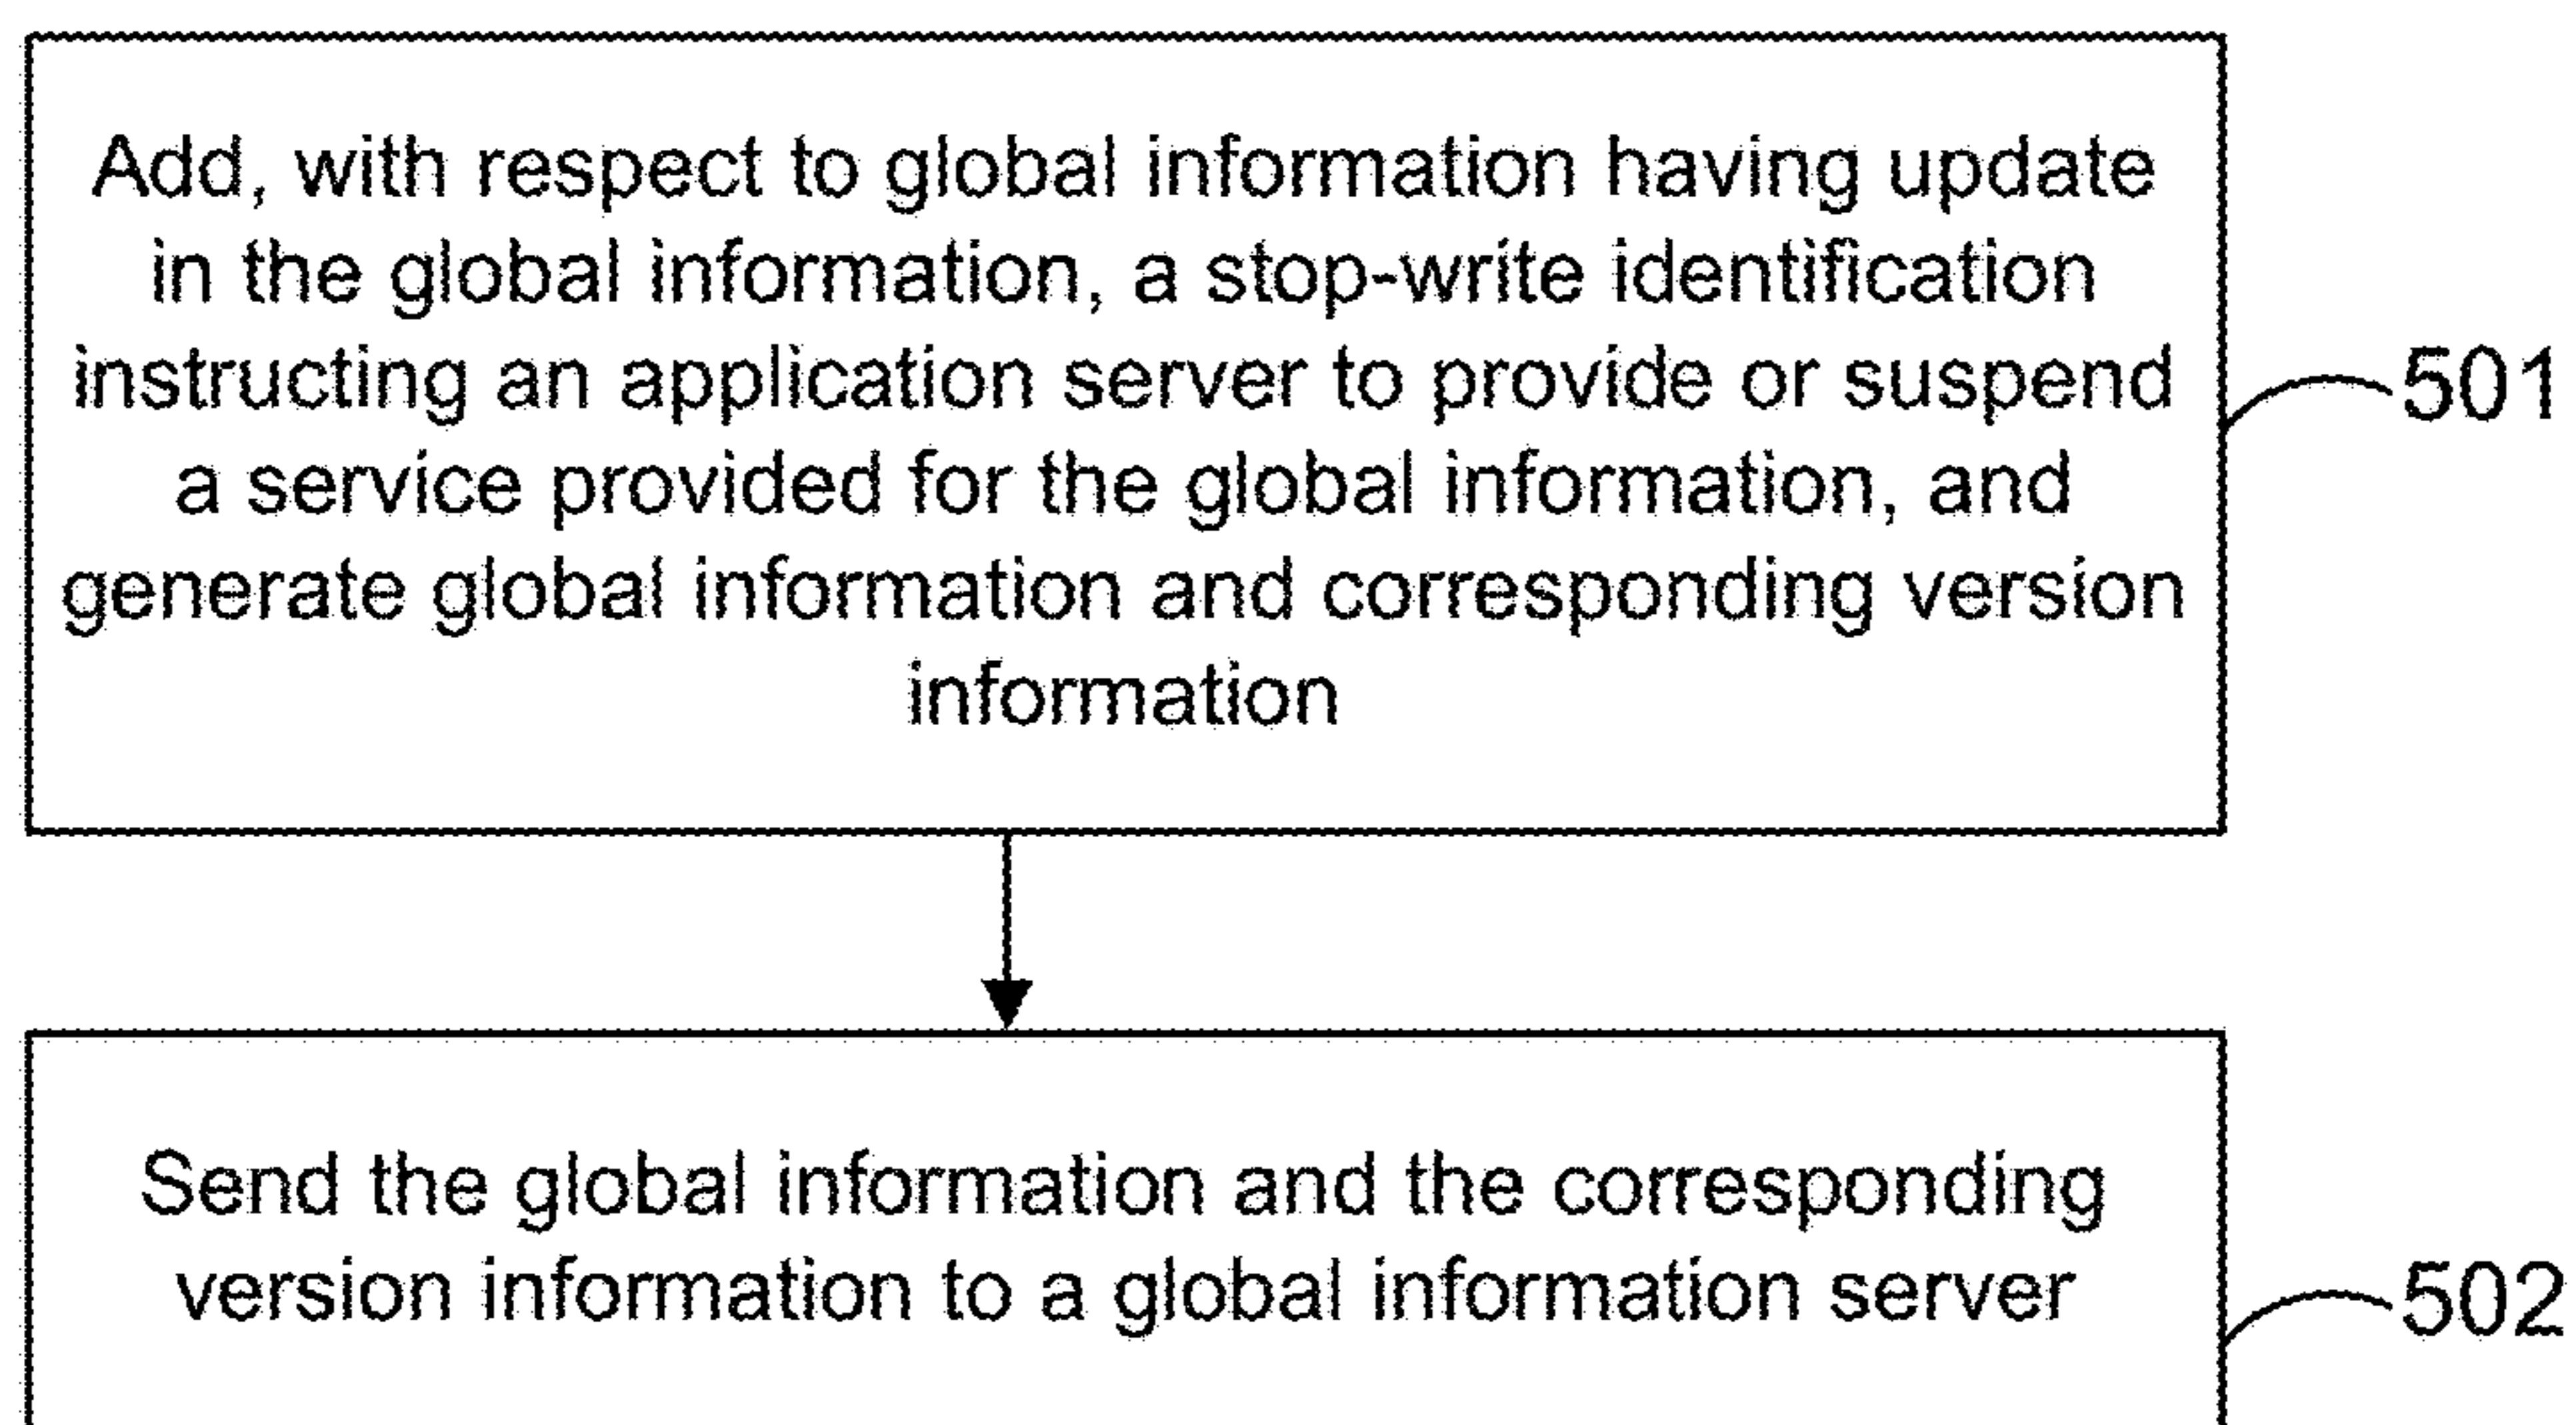 Add, with respect to global information having update
in the global information, a stop-write identification
instructing an application server to provide or suspend
a service provided for the global information, and
generate global information and corresponding version
information
501
Send the global information and the corresponding
version information to a global information server
502